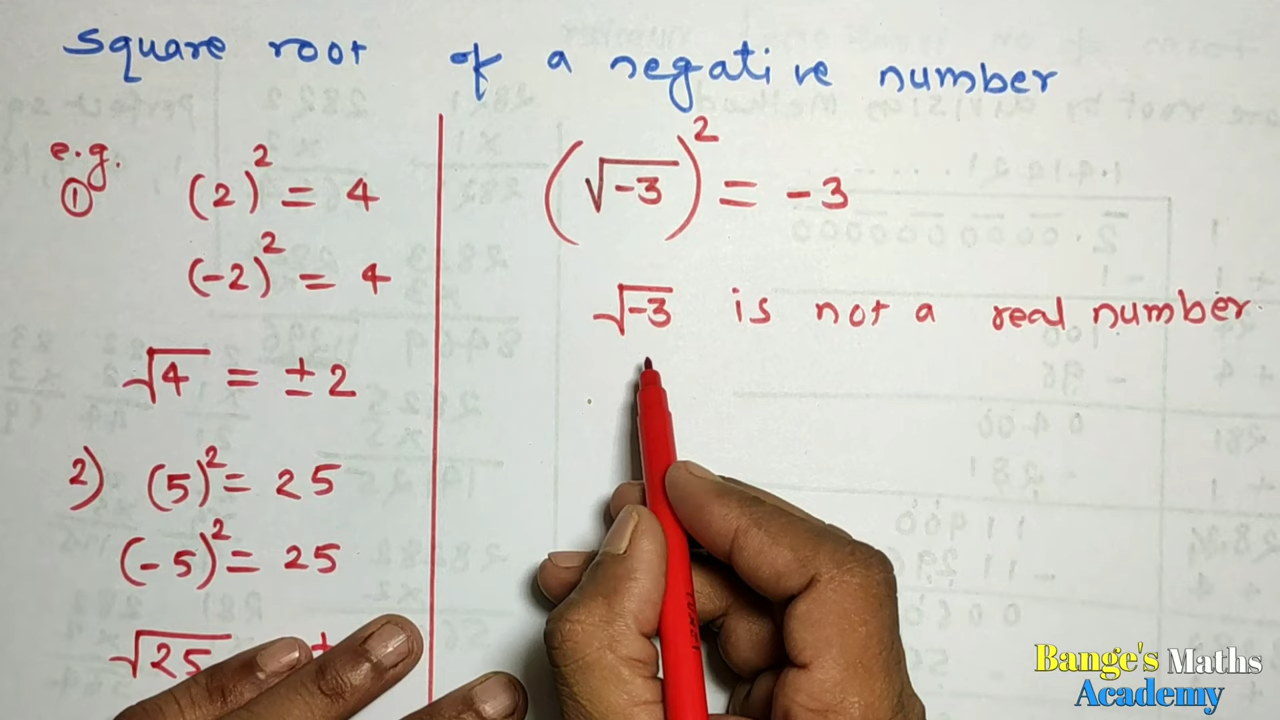 Square root of a negative number
e.g.
① (2)² = 4
(-2)² = 4
√4 = ±2
2) (5)² = 25
(-5)² = 25
√25
(√-3)² = -3
√-3 is not a real number.
Bange's Maths
Academy